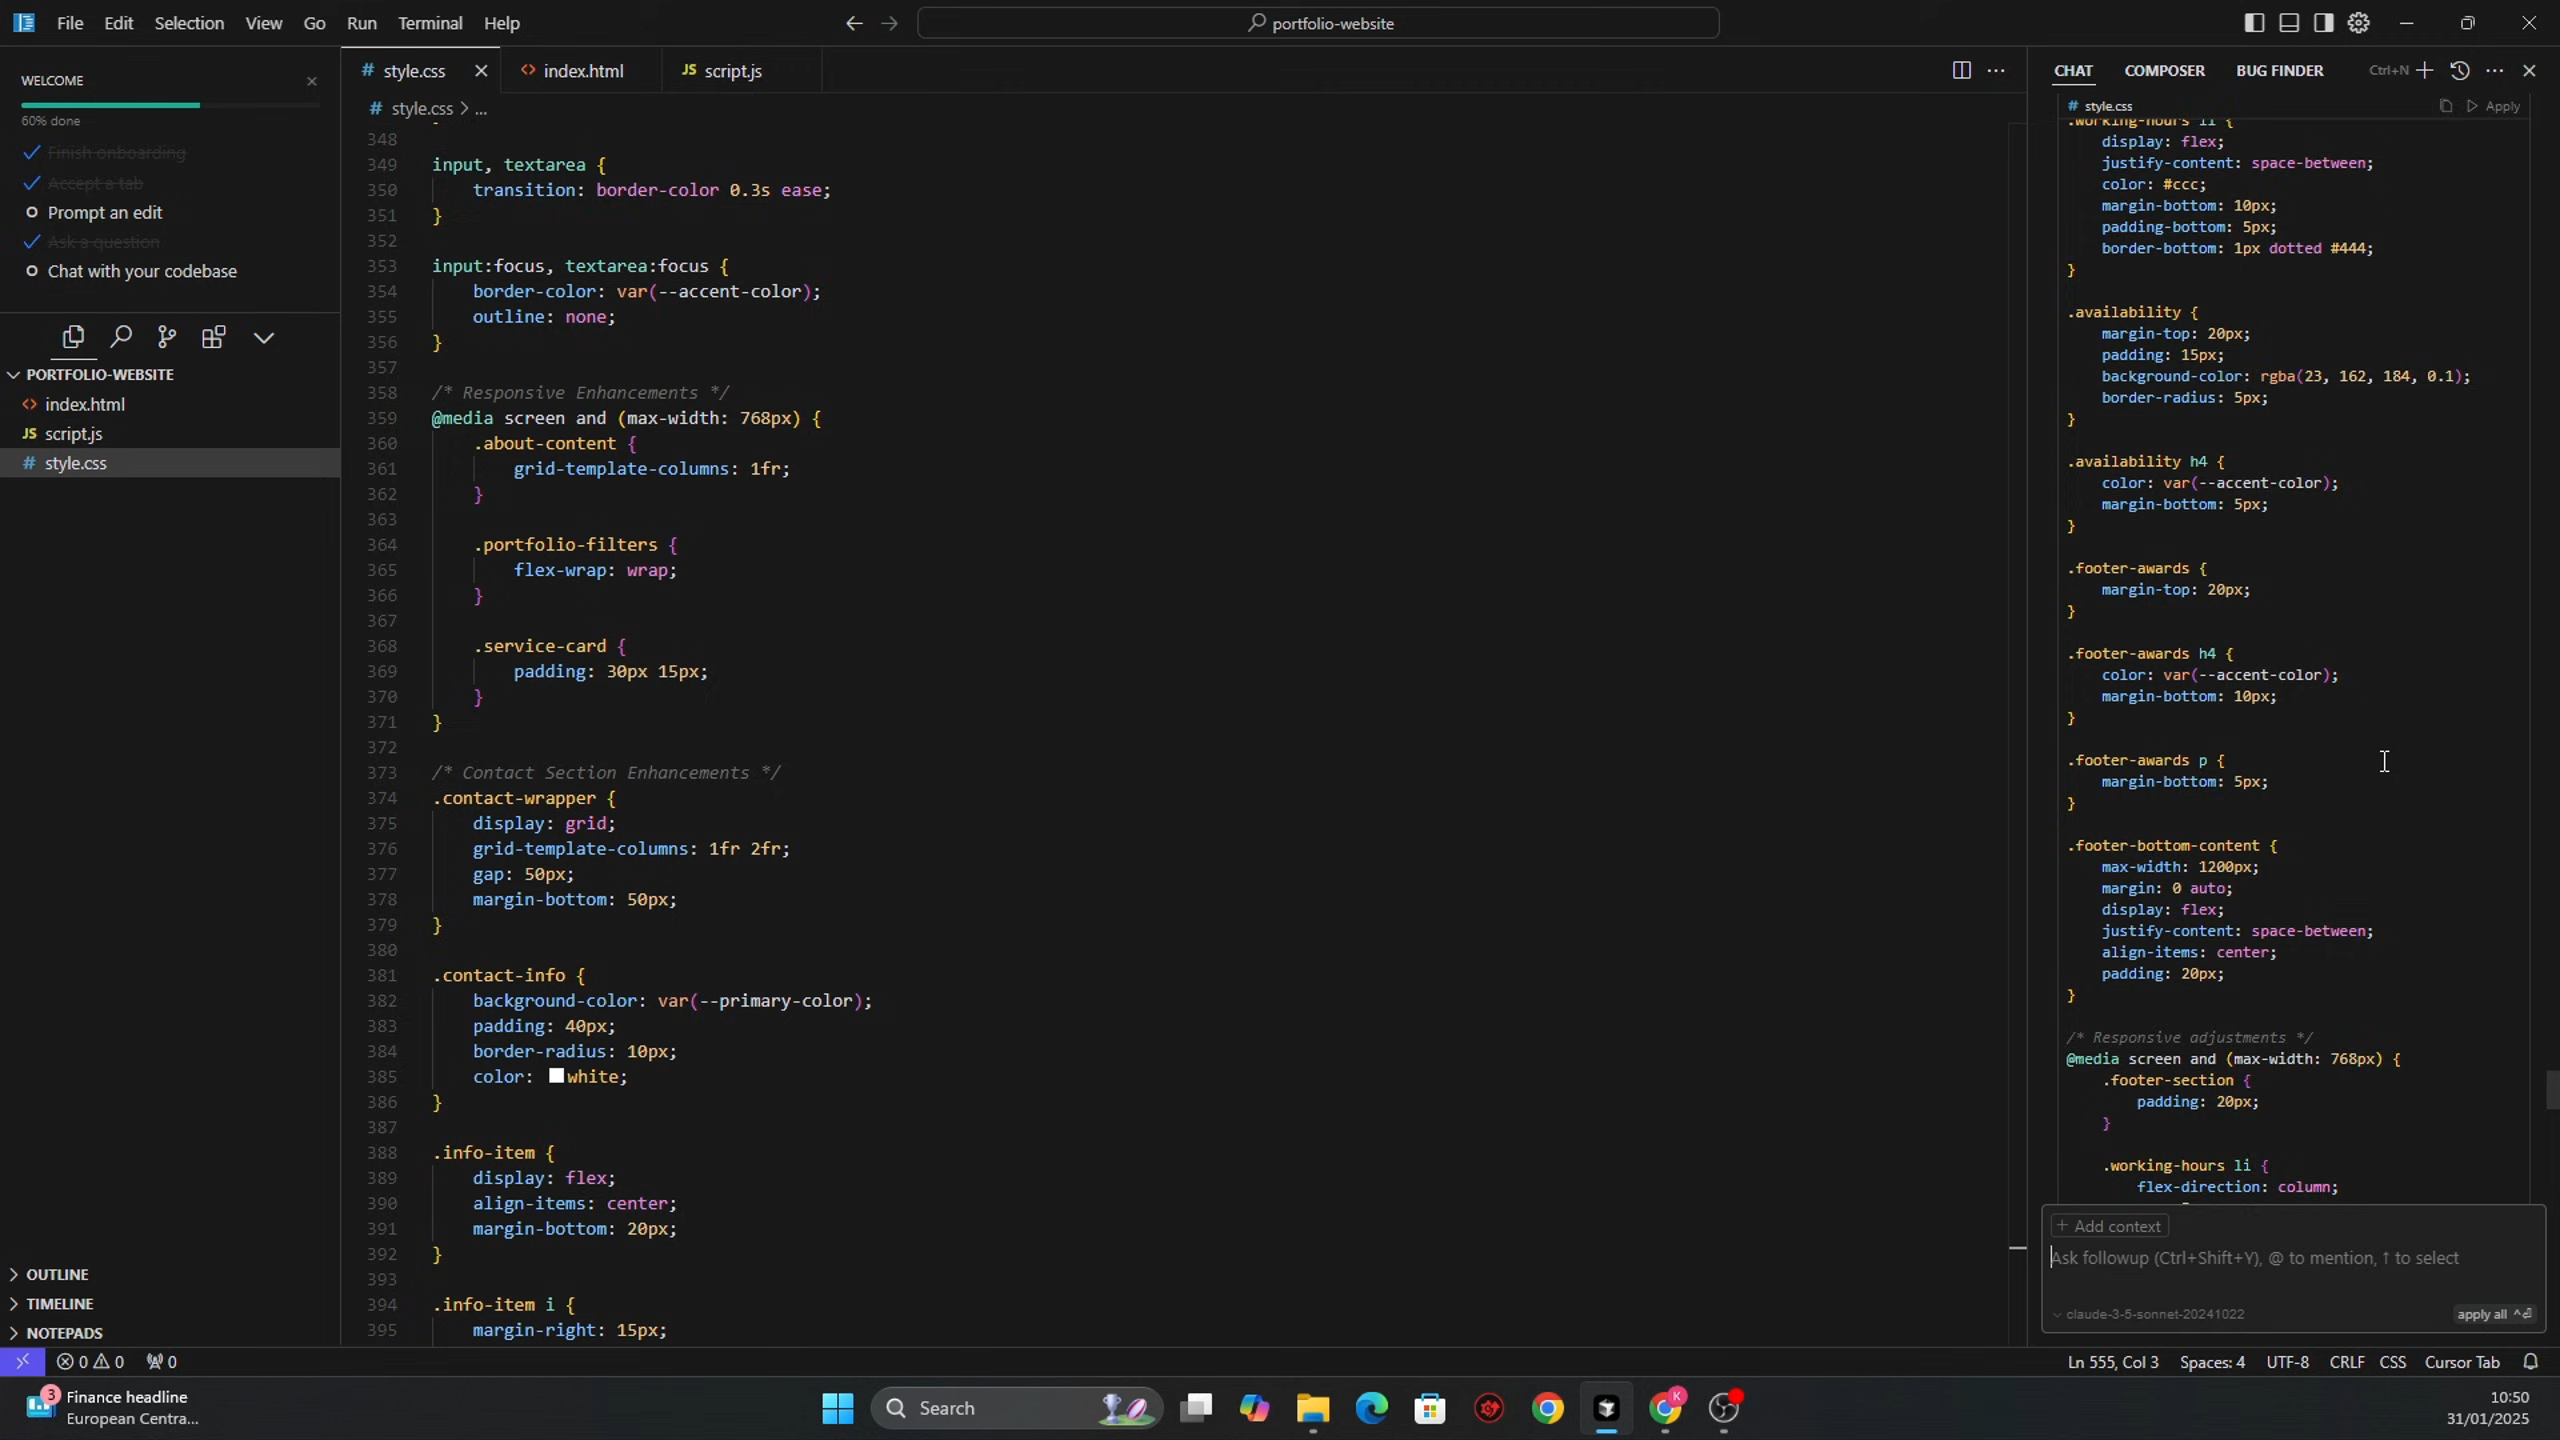 File Edit Selection View Go Run Terminal Help
portfolio-website
WELCOME
60% done
Finish onboarding
Accept a tab
Prompt an edit
Ask a question
Chat with your codebase
PORTFOLIO-WEBSITE
<> index.html
JS script.js
# style.css
OUTLINE
TIMELINE
NOTEPADS
# style.css
<> index.html
JS script.js
# style.css > ...
348
349 input, textarea {
350 transition: border-color 0.3s ease;
351 }
352
353 input:focus, textarea:focus {
354 border-color: var(--accent-color);
355 outline: none;
356 }
357
358 /* Responsive Enhancements */
359 @media screen and (max-width: 768px) {
360 .about-content {
361 grid-template-columns: 1fr;
362 }
363
364 .portfolio-filters {
365 flex-wrap: wrap;
366 }
367
368 .service-card {
369 padding: 30px 15px;
370 }
371 }
372
373 /* Contact Section Enhancements */
374 .contact-wrapper {
375 display: grid;
376 grid-template-columns: 1fr 2fr;
377 gap: 50px;
378 margin-bottom: 50px;
379 }
380
381 .contact-info {
382 background-color: var(--primary-color);
383 padding: 40px;
384 border-radius: 10px;
385 color: white;
386 }
387
388 .info-item {
389 display: flex;
390 align-items: center;
391 margin-bottom: 20px;
392 }
393
394 .info-item i {
395 margin-right: 15px;
CHAT COMPOSER BUG FINDER Ctrl+N
# style.css Apply
.working-hours li {
display: flex;
justify-content: space-between;
color: #ccc;
margin-bottom: 10px;
padding-bottom: 5px;
border-bottom: 1px dotted #444;
}
.availability {
margin-top: 20px;
padding: 15px;
background-color: rgba(23, 162, 184, 0.1);
border-radius: 5px;
}
.availability h4 {
color: var(--accent-color);
margin-bottom: 5px;
}
.footer-awards {
margin-top: 20px;
}
.footer-awards h4 {
color: var(--accent-color);
margin-bottom: 10px;
}
.footer-awards p {
margin-bottom: 5px;
}
.footer-bottom-content {
max-width: 1200px;
margin: 0 auto;
display: flex;
justify-content: space-between;
align-items: center;
padding: 20px;
}
/* Responsive adjustments */
@media screen and (max-width: 768px) {
.footer-section {
padding: 20px;
}
.working-hours li {
flex-direction: column;
+ Add context
Ask followup (Ctrl+Shift+Y), @ to mention, ↑ to select
claude-3-5-sonnet-20241022
apply all ^⏎
0 0 0
Ln 555, Col 3 Spaces: 4 UTF-8 CRLF CSS Cursor Tab
3
Finance headline
European Centra...
Search
K
10:50
31/01/2025